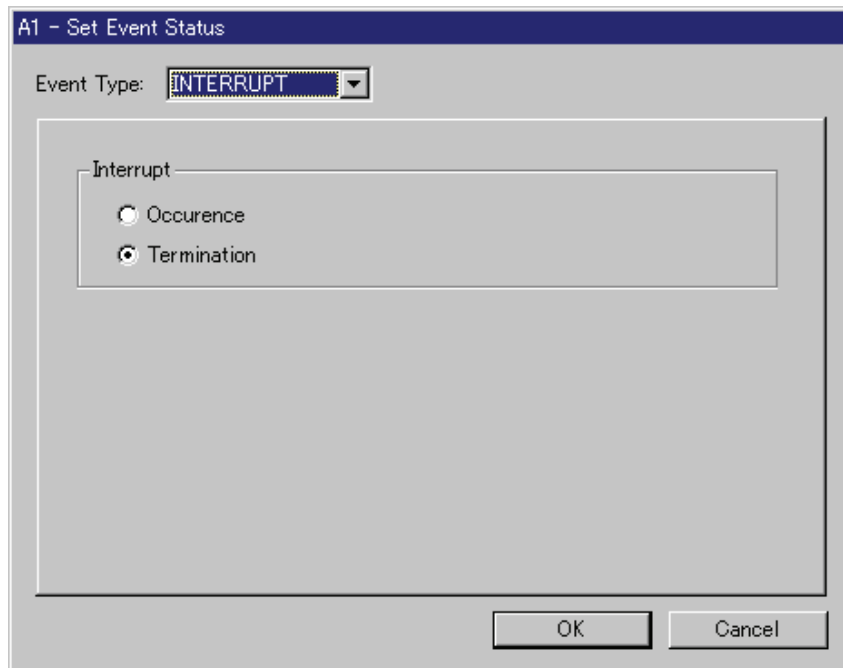 A1 - Set Event Status
Event Type: INTERRUPT
Interrupt
Occurence
Termination
OK Cancel